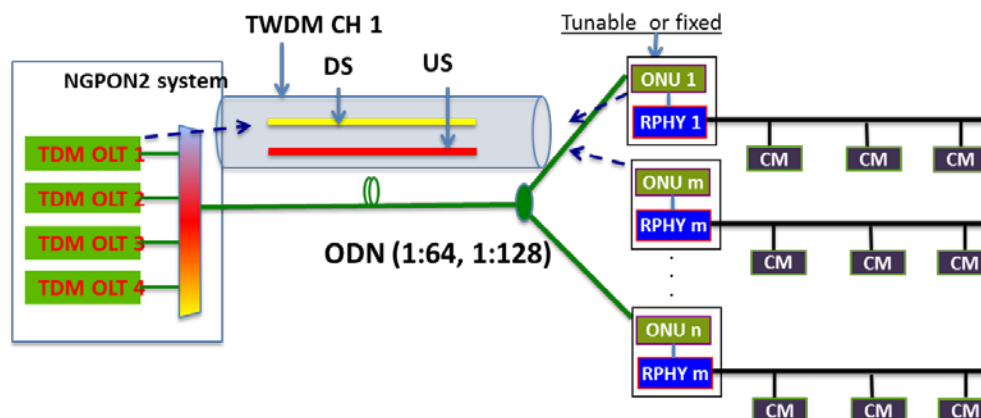 Tunable or fixed
TWDM CH 1
DS
US
NGPON2 system
TDM OLT 1
TDM OLT 2
TDM OLT 3
TDM OLT 4
ODN (1:64, 1:128)
ONU 1
RPHY 1
CM
CM
CM
ONU m
RPHY m
CM
CM
CM
ONU n
RPHY m
CM
CM
CM